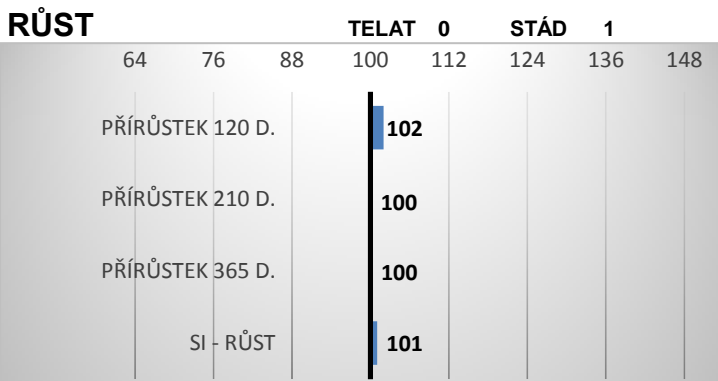 RŮST TELAT 0 STÁD 1
64 76 88 100 112 124 136 148
PŘÍRŮSTEK 120 D. 102
PŘÍRŮSTEK 210 D. 100
PŘÍRŮSTEK 365 D. 100
SI - RŮST 101